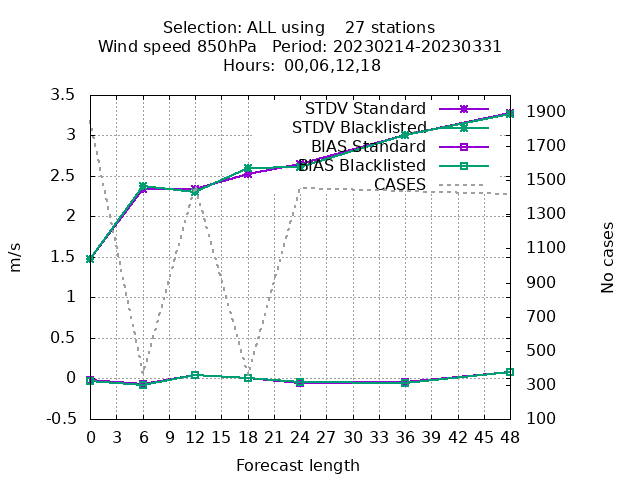 Selection: ALL using    27 stations
Wind speed 850hPa   Period: 20230214-20230331
Hours: 00,06,12,18
3.5
3
2.5
2
1.5
1
0.5
0
-0.5
m/s
STDV Standard
STDV Blacklisted
BIAS Standard
BIAS Blacklisted
CASES
1900
1700
1500
1300
1100
900
700
500
300
100
No cases
0 3 6 9 12 15 18 21 24 27 30 33 36 39 42 45 48
Forecast length